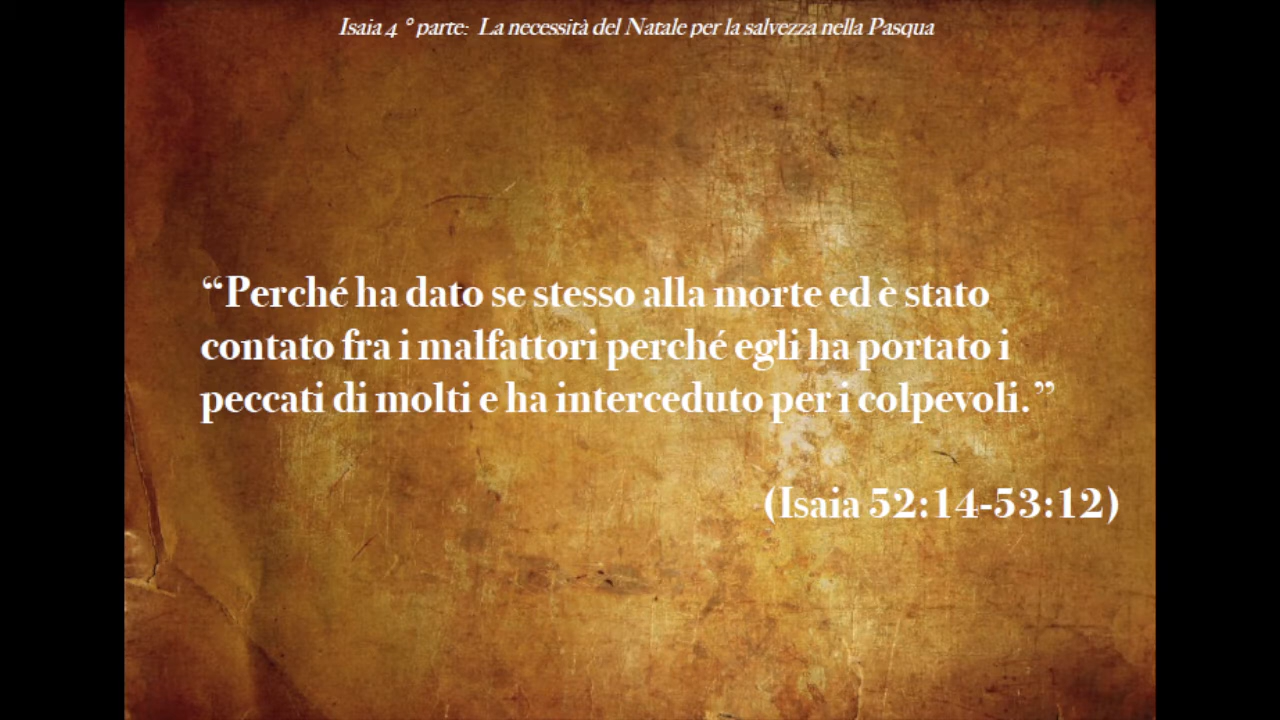 Isaia 4 ° parte:  La necessità del Natale per la salvezza nella Pasqua
“Perché ha dato se stesso alla morte ed è stato
contato fra i malfattori perché egli ha portato i
peccati di molti e ha interceduto per i colpevoli.”
(Isaia 52:14-53:12)